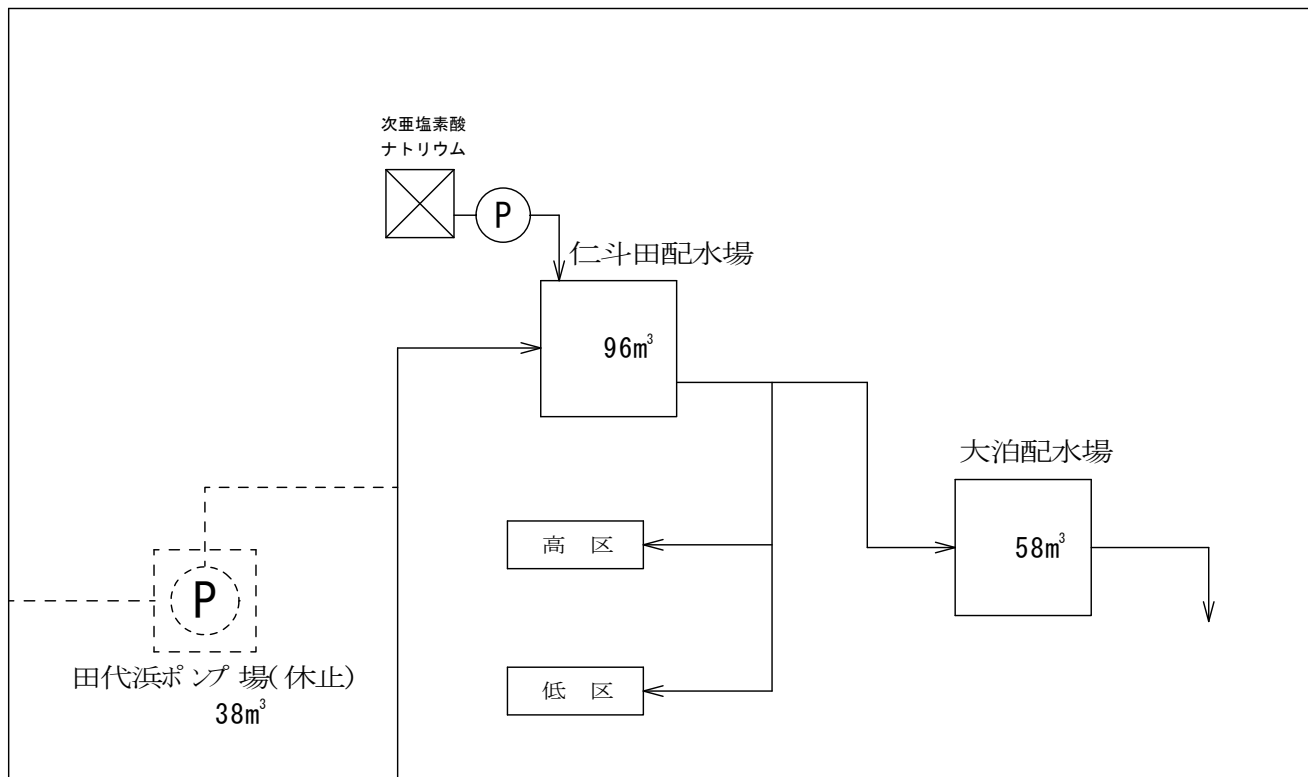 次亜塩素酸
ナトリウム
P
仁斗田配水場
96m³
大泊配水場
58m³
高 区
P
田代浜ポンプ場(休止)
38m³
低 区